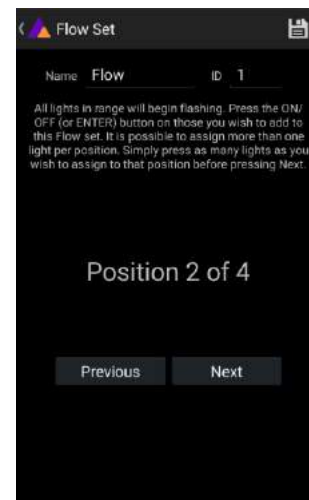 Flow Set
Name Flow ID 1
All lights in range will begin flashing. Press the ON/
OFF (or ENTER) button on those you wish to add to
this Flow set. It is possible to assign more than one
light per position. Simply press as many lights as you
wish to assign to that position before pressing Next.
Position 2 of 4
Previous Next